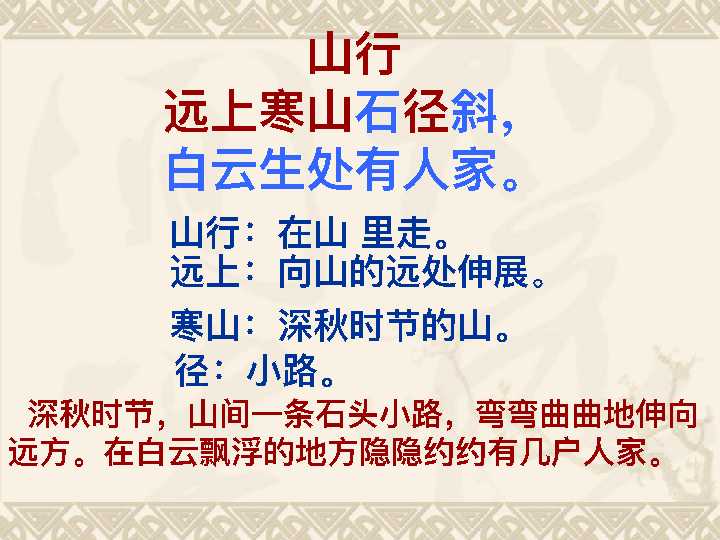 山行
远上寒山石径斜，
白云生处有人家。
山行：在山 里走。
远上：向山的远处伸展。
寒山：深秋时节的山。
径：小路。
深秋时节，山间一条石头小路，弯弯曲曲地伸向
远方。在白云飘浮的地方隐隐约约有几户人家。